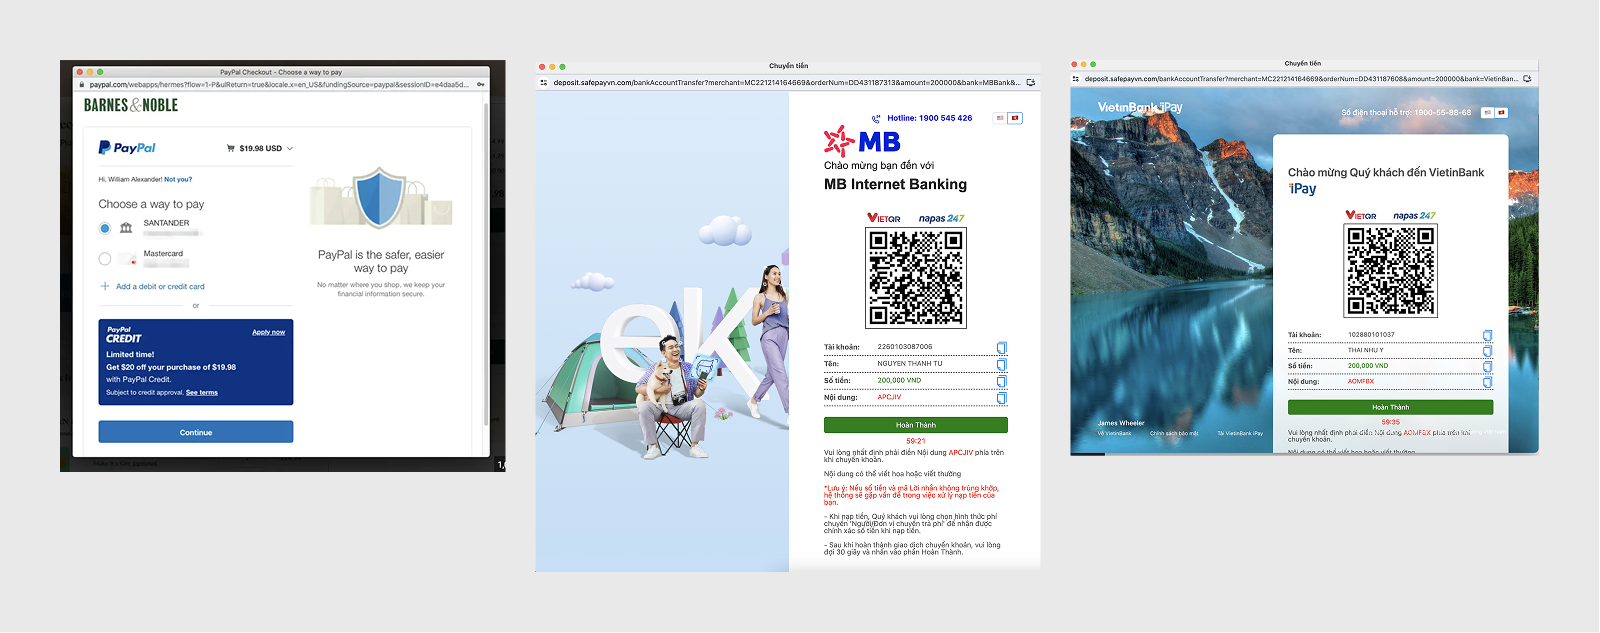 PayPal Checkout - Choose a way to pay
paypal.com/webapps/hermes?flow=1-P&ulReturn=true&locale.x=en_US&fundingSource=paypal&sessionID=e4daa5d...
BARNES&NOBLE
PayPal
$19.98 USD
Hi, William Alexander! Not you?
Choose a way to pay
SANTANDER
Mastercard
Add a debit or credit card
or
PayPal
CREDIT
Apply now
Limited time!
Get $20 off your purchase of $19.98
with PayPal Credit.
Subject to credit approval. See terms
Continue
PayPal is the safer, easier
way to pay
No matter where you shop, we keep your
financial information secure.
Chuyển tiền
deposit.safepayvn.com/bankAccountTransfer?merchant=MC221214164669&orderNum=DD431187313&amount=200000&bank=MBBank&...
Hotline: 1900 545 426
MB
Chào mừng bạn đến với
MB Internet Banking
VIETQR napas 247
ek
Tài khoản: 2260103087006
Tên: NGUYEN THANH TU
Số tiền: 200,000 VND
Nội dung: APCJIV
Hoàn Thành
59:21
Vui lòng nhất định phải điền Nội dung APCJIV phía trên
khi chuyển khoản.
Nội dung có thể viết hoa hoặc viết thường
*Lưu ý: Nếu số tiền và mã Lời nhắn không trùng khớp,
hệ thống sẽ gặp vấn đề trong việc xử lý nạp tiền của
bạn.
- Khi nạp tiền, Quý khách vui lòng chọn hình thức phí
chuyển 'Người/Đơn vị chuyển trả phí' để nhận được
chính xác số tiền khi nạp tiền.
- Sau khi hoàn thành giao dịch chuyển khoản, vui lòng
đợi 30 giây và nhấn vào phần Hoàn Thành.
Chuyển tiền
deposit.safepayvn.com/bankAccountTransfer?merchant=MC221214164669&orderNum=DD431187608&amount=200000&bank=VietinBan...
VietinBank iPay
Số điện thoại hỗ trợ: 1900-55-88-68
Chào mừng Quý khách đến VietinBank
iPay
VIETQR napas 247
Tài khoản: 102880101037
Tên: THAI NHU Y
Số tiền: 200,000 VND
Nội dung: AOMFBX
Hoàn Thành
59:35
Vui lòng nhất định phải điền Nội dung AOMFBX phía trên khi
chuyển khoản.
Nội dung có thể viết hoa hoặc viết thường
James Wheeler
Về VietinBank Chính sách bảo mật Tải VietinBank iPay